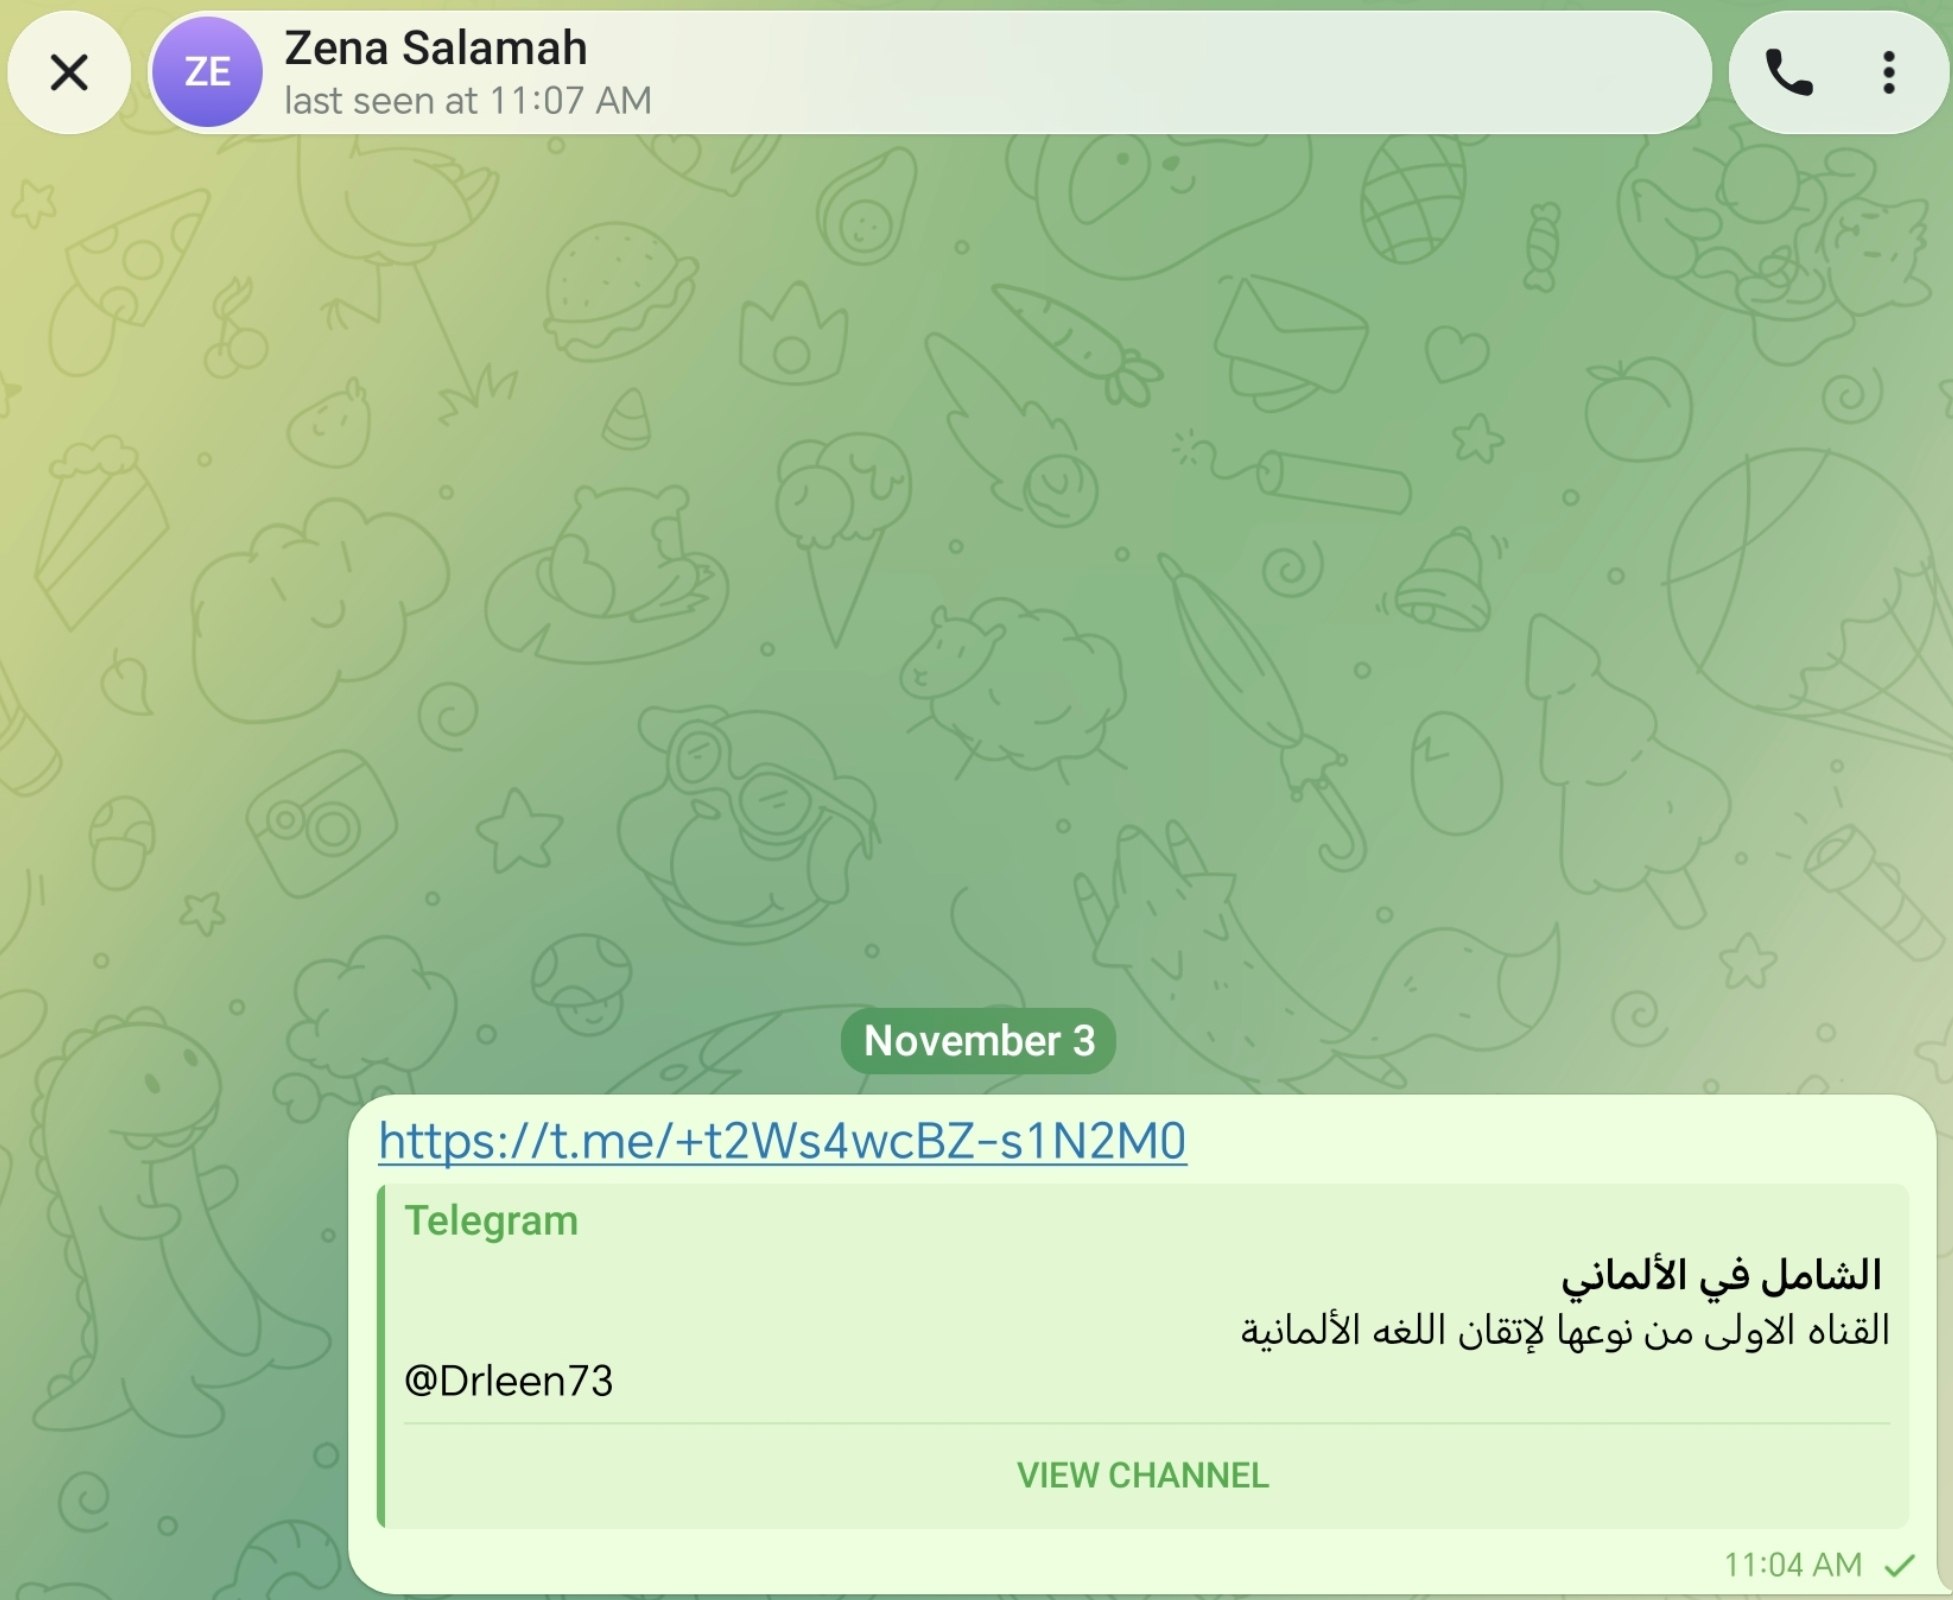 ZE
Zena Salamah
last seen at 11:07 AM
November 3
https://t.me/+t2Ws4wcBZ-s1N2M0
Telegram
الشامل في الألماني
القناه الاولى من نوعها لإتقان اللغه الألمانية
@Drleen73
VIEW CHANNEL
11:04 AM